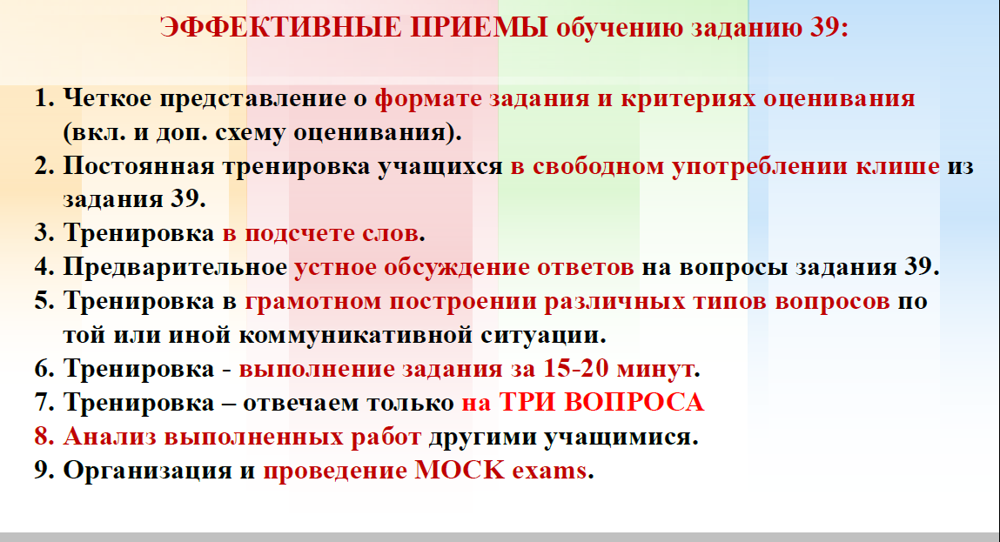 ЭФФЕКТИВНЫЕ ПРИЕМЫ обучению заданию 39:
1. Четкое представление о формате задания и критериях оценивания
(вкл. и доп. схему оценивания).
2. Постоянная тренировка учащихся в свободном употреблении клише из
задания 39.
3. Тренировка в подсчете слов.
4. Предварительное устное обсуждение ответов на вопросы задания 39.
5. Тренировка в грамотном построении различных типов вопросов по
той или иной коммуникативной ситуации.
6. Тренировка - выполнение задания за 15-20 минут.
7. Тренировка – отвечаем только на ТРИ ВОПРОСА
8. Анализ выполненных работ другими учащимися.
9. Организация и проведение MOCK exams.